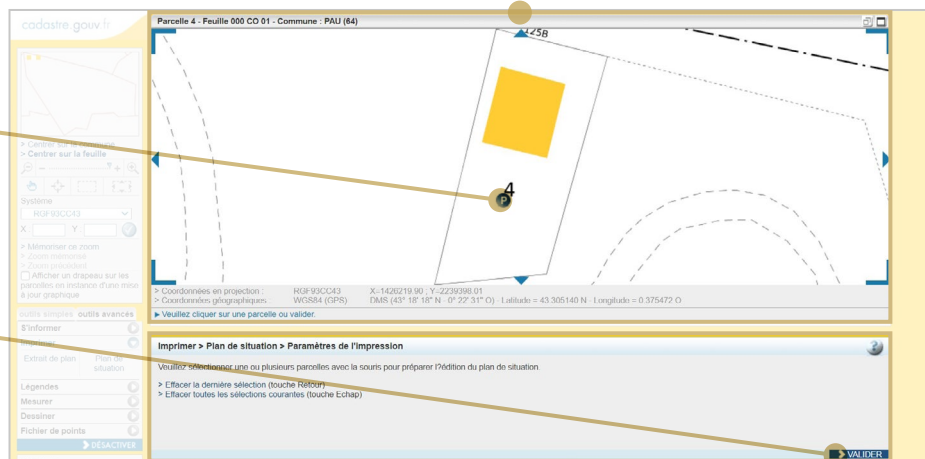 cadastre.gouv.fr
Parcelle 4 - Feuille 000 CO 01 - Commune : PAU (64)
125B
4
P
> Centrer sur la commune
> Centrer sur la feuille
Système
RGF93CC43
X
Y
> Mémoriser ce zoom
> Zoom mémorisé
> Zoom précédent
Afficher un drapeau sur les
parcelles en instance d'une mise
à jour graphique
> Coordonnées en projection : RGF93CC43 X=1426219.90 ; Y=2239398.01
> Coordonnées géographiques : WGS84 (GPS) DMS (43° 18' 18" N - 0° 22' 31" O) - Latitude = 43.305140 N - Longitude = 0.375472 O
Veuillez cliquer sur une parcelle ou valider.
outils simples outils avancés
S'informer
Imprimer
Extrait de plan
Plan de
situation
Légendes
Mesurer
Dessiner
Fichier de points
DÉSACTIVER
Imprimer > Plan de situation > Paramètres de l'impression
?
Veuillez sélectionner une ou plusieurs parcelles avec la souris pour préparer l?édition du plan de situation.
> Effacer la dernière sélection (touche Retour)
> Effacer toutes les sélections courantes (touche Echap)
VALIDER